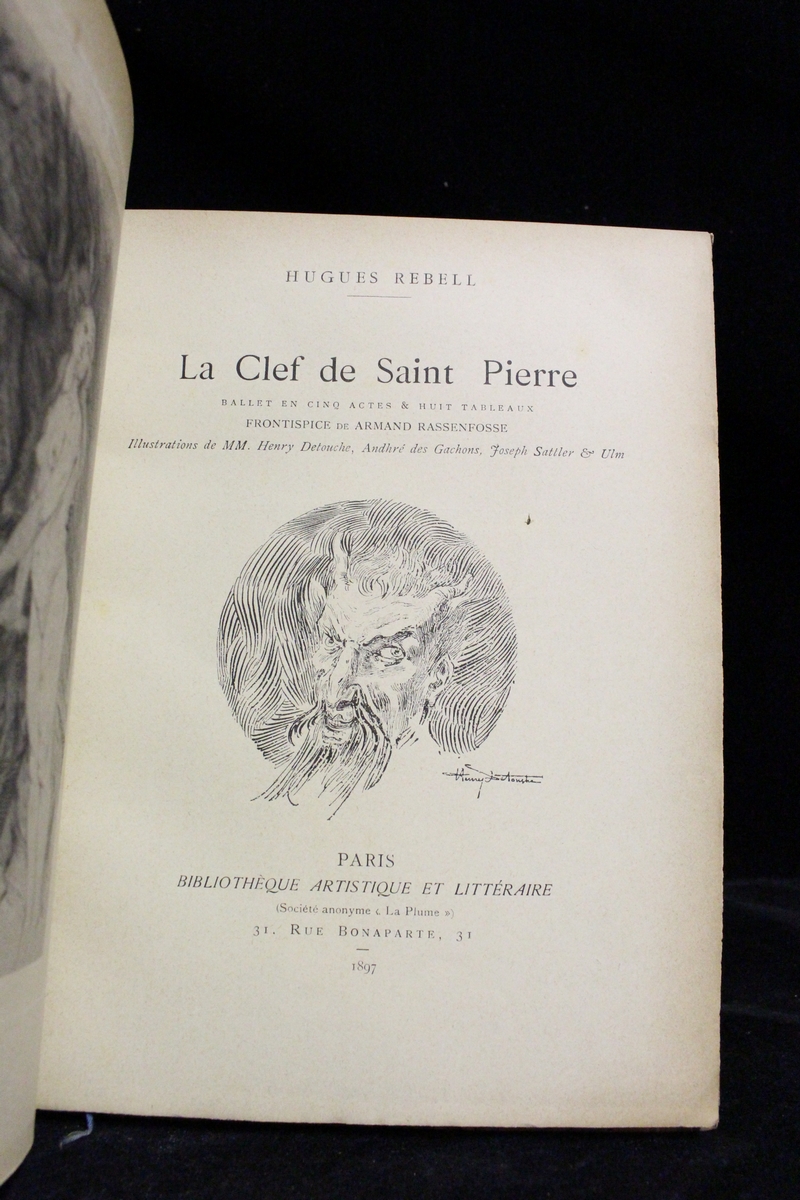 HUGUES REBELL
La Clef de Saint Pierre
BALLET EN CINQ ACTES & HUIT TABLEAUX
FRONTISPICE DE ARMAND RASSENFOSSE
Illustrations de MM. Henry Detouche, Andhré des Gachons, Joseph Sattler & Ulm
Henry Detouche
PARIS
BIBLIOTHÈQUE ARTISTIQUE ET LITTÉRAIRE
(Société anonyme « La Plume »)
31. RUE BONAPARTE, 31
1897